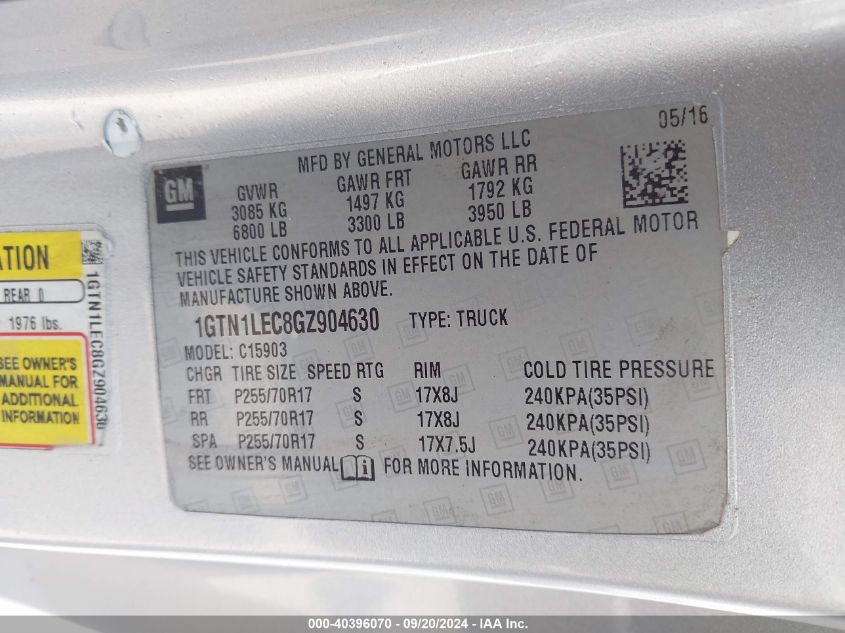 05/16
MFD BY GENERAL MOTORS LLC
GM
GVWR GAWR FRT GAWR RR
3085 KG 1497 KG 1792 KG
6800 LB 3300 LB 3950 LB
THIS VEHICLE CONFORMS TO ALL APPLICABLE U.S. FEDERAL MOTOR
VEHICLE SAFETY STANDARDS IN EFFECT ON THE DATE OF
MANUFACTURE SHOWN ABOVE.
1GTN1LEC8GZ904630 TYPE: TRUCK
MODEL: C15903
CHGR TIRE SIZE SPEED RTG RIM COLD TIRE PRESSURE
FRT P255/70R17 S 17X8J 240KPA(35PSI)
RR P255/70R17 S 17X8J 240KPA(35PSI)
SPA P255/70R17 S 17X7.5J 240KPA(35PSI)
SEE OWNER'S MANUAL i FOR MORE INFORMATION.
ATION
REAR 0
1976 lbs.
SEE OWNER'S
MANUAL FOR
ADDITIONAL
INFORMATION
1GTN1LEC8GZ904630
000-40396070 - 09/20/2024 - IAA Inc.